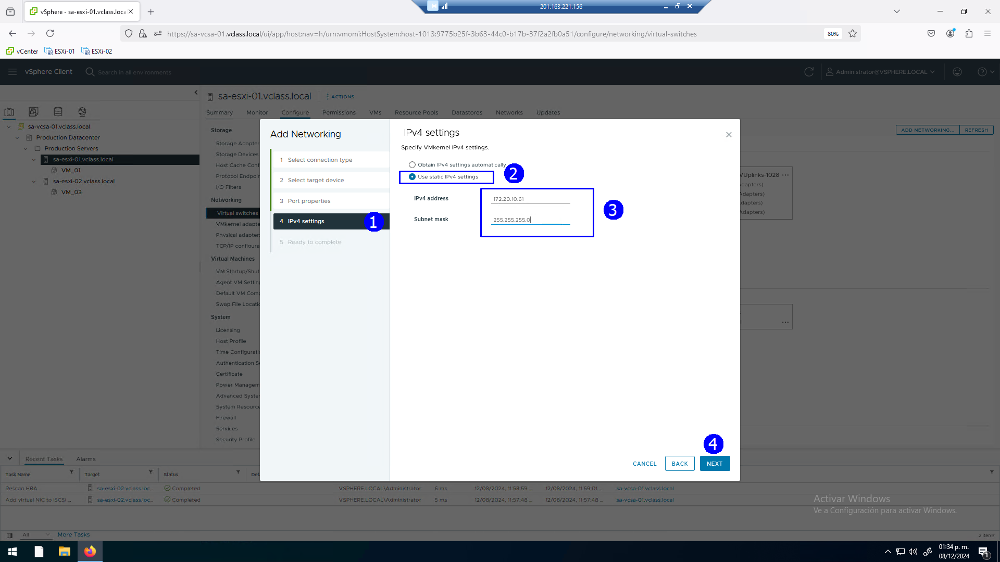 vSphere - sa-esxi-01.vclass.loca
201.163.221.156
https://sa-vcsa-01.vclass.local/ui/app/host;nav=h/urn:vmomi:HostSystem:host-1013:9775b25f-3b63-44c0-b17b-37f2a2fb0a51/configure/networking/virtual-switches
80%
vCenter
ESXi-01
ESXi-02
vSphere Client
Search in all environments
Administrator@VSPHERE.LOCAL
sa-esxi-01.vclass.local
ACTIONS
Summary
Monitor
Configure
Permissions
VMs
Resource Pools
Datastores
Networks
Updates
sa-vcsa-01.vclass.local
Production Datacenter
Production Servers
sa-esxi-01.vclass.local
VM_01
sa-esxi-02.vclass.local
VM_03
Storage
Storage Adapter
Storage Devices
Host Cache Conf
Protocol Endpoin
I/O Filters
Networking
Virtual switches
VMkernel adapte
Physical adapters
TCP/IP configura
Virtual Machines
VM Startup/Shut
Agent VM Settin
Default VM Comp
Swap File Locatio
System
Licensing
Host Profile
Time Configurati
Authentication S
Certificate
Power Managem
Advanced System
System Resource
Firewall
Services
Security Profile
ADD NETWORKING...
REFRESH
Uplinks-1028
Adapters)
Adapters)
Adapters)
Adapters)
Add Networking
1 Select connection type
2 Select target device
3 Port properties
4 IPv4 settings
5 Ready to complete
1
IPv4 settings
Specify VMkernel IPv4 settings.
Obtain IPv4 settings automatically
Use static IPv4 settings
2
IPv4 address
172.20.10.61
Subnet mask
255.255.255.0
3
4
CANCEL
BACK
NEXT
Recent Tasks
Alarms
Task Name
Target
Status
Det
Rescan HBA
sa-esxi-02.vclass.loc...
Completed
VSPHERE.LOCAL\Administrator
6 ms
12/08/2024, 11:58:59 ...
12/08/2024, 11:59:01 ...
sa-vcsa-01.vclass.local
Add virtual NIC to iSCSI ...
sa-esxi-02.vclass.loc...
Completed
VSPHERE.LOCAL\Administrator
5 ms
12/08/2024, 11:57:48 ...
12/08/2024, 11:57:48 ...
sa-vcsa-01.vclass.local
Activar Windows
Ve a Configuración para activar Windows.
All
More Tasks
2 items
01:34 p. m.
08/12/2024
1